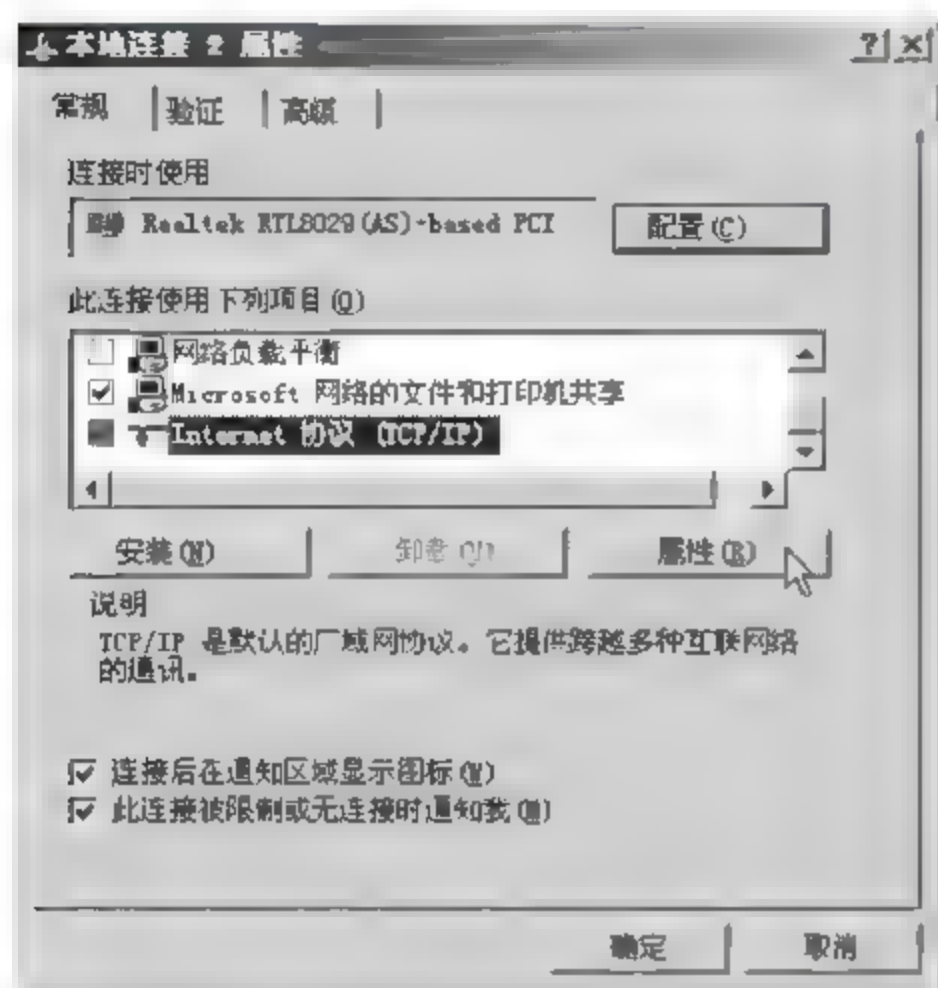 本地连接 2 属性
常规 验证 高级
连接时使用
Realtek RTL8029(AS)-based PCI 配置(C)
此连接使用下列项目(O)
网络负载平衡
Microsoft 网络的文件和打印机共享
Internet 协议 (TCP/IP)
安装(N) 卸载(U) 属性(R)
说明
TCP/IP 是默认的广域网协议。它提供跨越多种互联网络
的通讯。
连接后在通知区域显示图标(W)
此连接被限制或无连接时通知我(M)
确定 取消